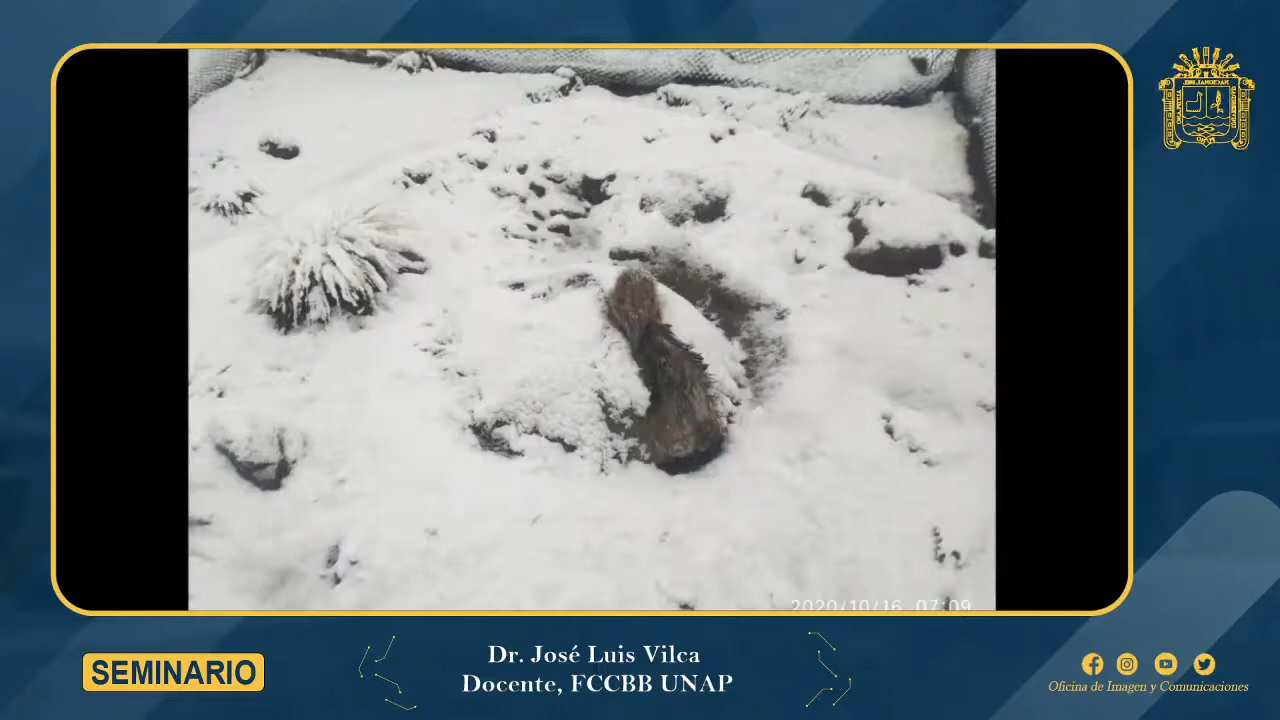 2020/10/16 07:09
SEMINARIO
Dr. José Luis Vilca
Docente, FCCBB UNAP
Oficina de Imagen y Comunicaciones